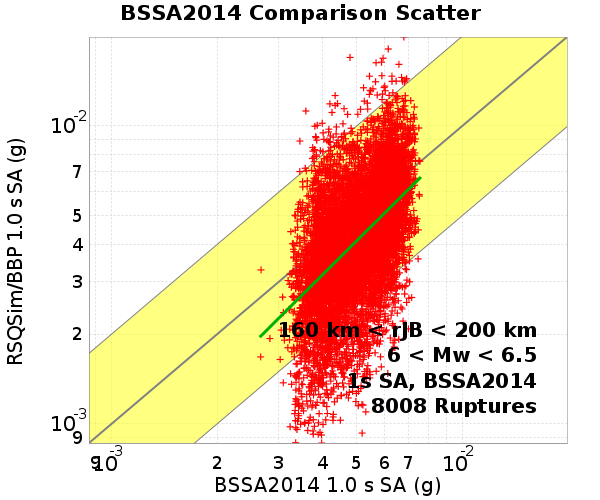 BSSA2014 Comparison Scatter
RSQSim/BBP 1.0 s SA (g)
10-2
7
5
4
3
2
10-3
9
160 km < rJB < 200 km
6 < Mw < 6.5
1s SA, BSSA2014
8008 Ruptures
9 10-3 2 3 4 5 6 7 10-2
BSSA2014 1.0 s SA (g)